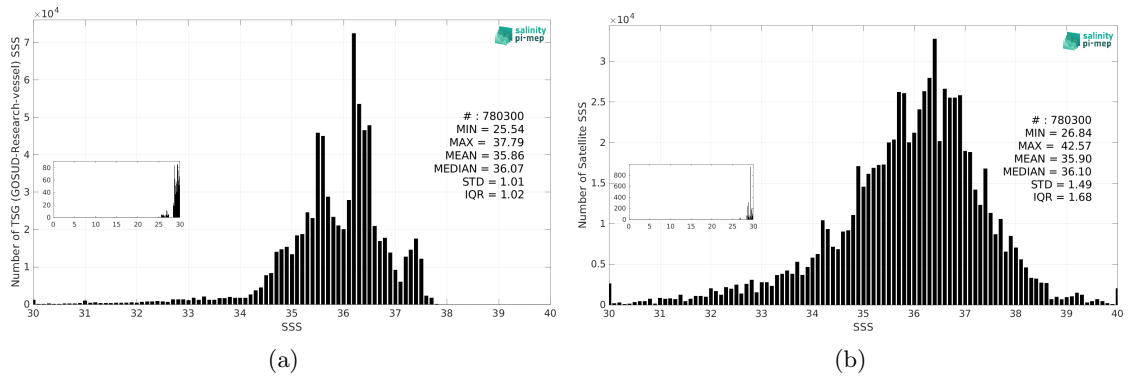 ×10⁴
7
6
5
4
3
2
1
0
Number of TSG (GOSUD-Research-vessel) SSS
salinity
pi-mep
# : 780300
MIN = 25.54
MAX = 37.79
MEAN = 35.86
MEDIAN = 36.07
STD = 1.01
IQR = 1.02
80
60
40
20
0
0 5 10 15 20 25 30
30 31 32 33 34 35 36 37 38 39 40
SSS
(a)
×10⁴
3
2.5
2
1.5
1
0.5
0
Number of Satellite SSS
salinity
pi-mep
# : 780300
MIN = 26.84
MAX = 42.57
MEAN = 35.90
MEDIAN = 36.10
STD = 1.49
IQR = 1.68
800
600
400
200
0
0 5 10 15 20 25 30
30 31 32 33 34 35 36 37 38 39 40
SSS
(b)